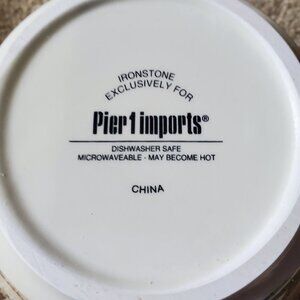 IRONSTONE
EXCLUSIVELY FOR
Pier 1 imports®
DISHWASHER SAFE
MICROWAVEABLE - MAY BECOME HOT
CHINA